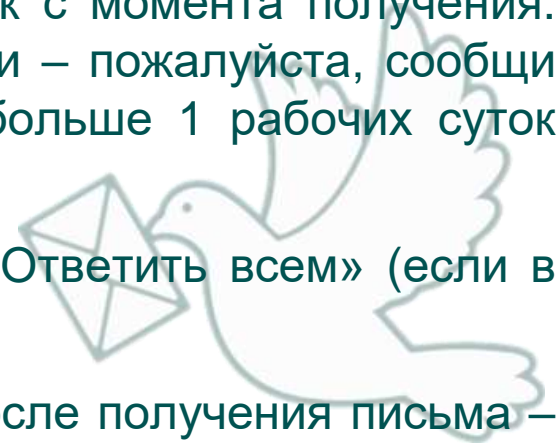 к с момента получения.
и – пожалуйста, сообщи
больше 1 рабочих суток
Ответить всем» (если в
сле получения письма –